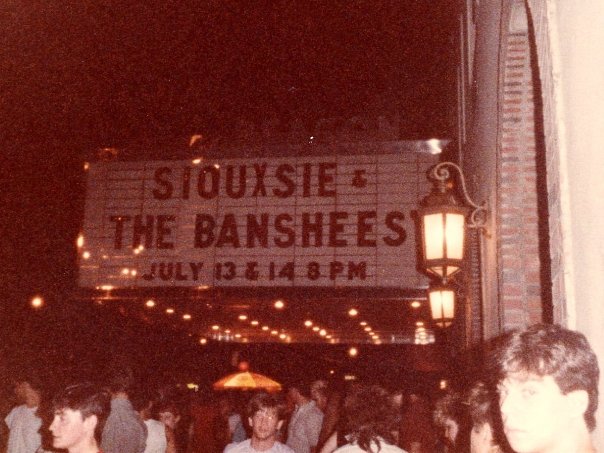 SIOUXSIE &
THE BANSHEES
JULY 13 & 14 8 PM